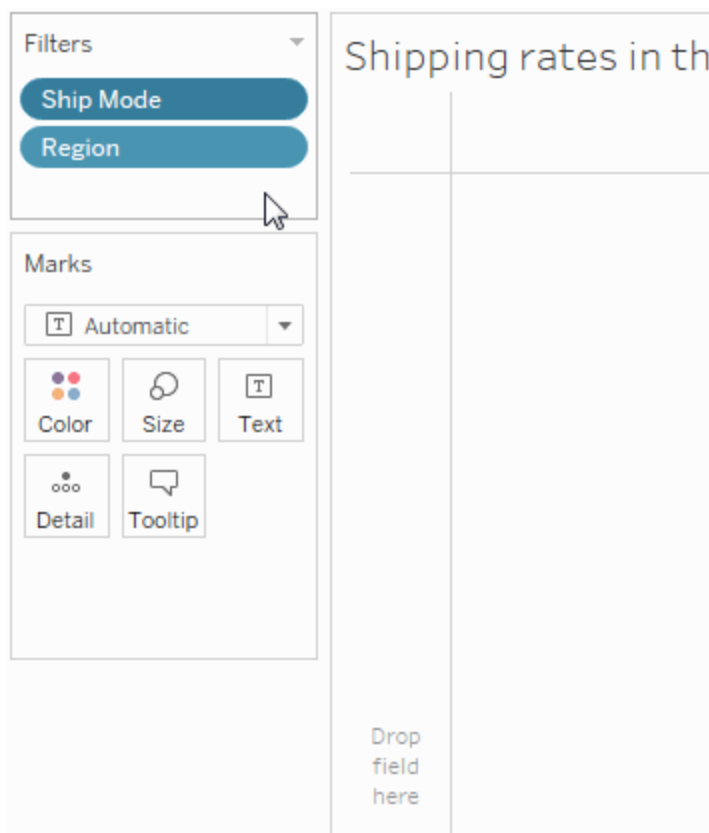 Filters
Ship Mode
Region
Shipping rates in th
Marks
T Automatic
Color
Size
T
Text
Detail
Tooltip
Drop
field
here